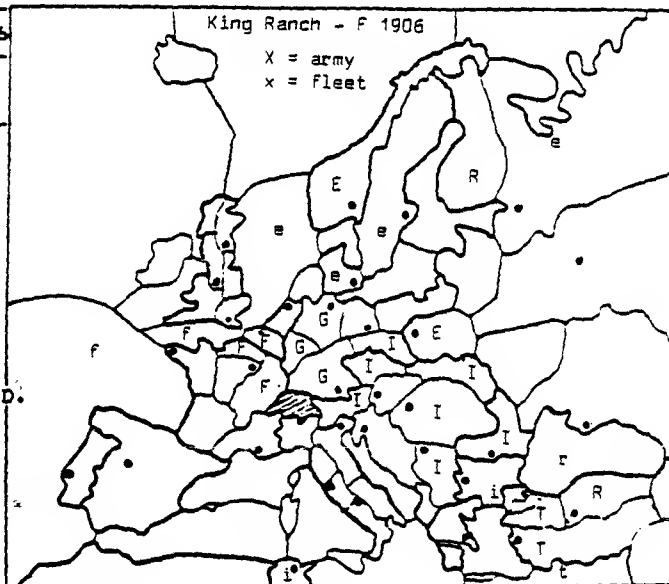 King Ranch - F 1906
X = army
x = fleet
e
E R
e e
e
G
f F F E
f G I
I I
F G
D. I
I
I
r
I
i R
T
T
i t